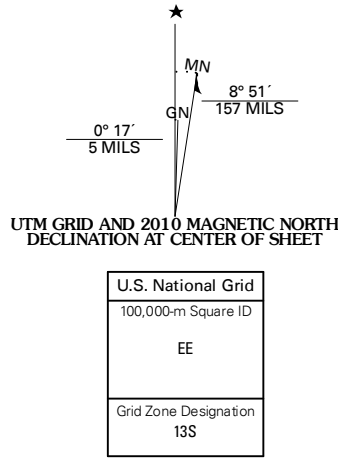 ★
MN
GN
8° 51´
157 MILS
0° 17´
5 MILS
UTM GRID AND 2010 MAGNETIC NORTH
DECLINATION AT CENTER OF SHEET
U.S. National Grid
100,000-m Square ID
EE
Grid Zone Designation
13S